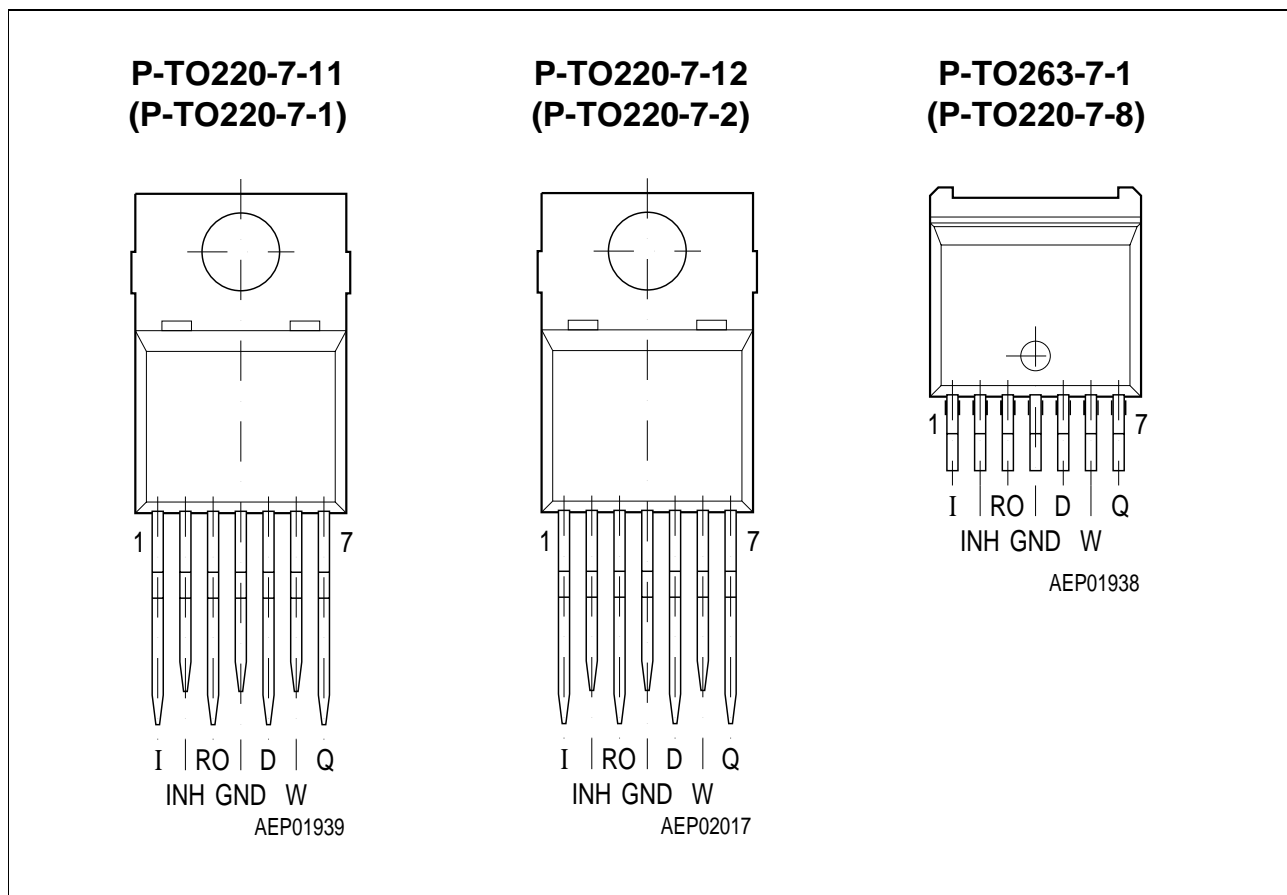 P-TO220-7-11
(P-TO220-7-1)
1
7
I RO D Q
INH GND W
AEP01939
P-TO220-7-12
(P-TO220-7-2)
1
7
I RO D Q
INH GND W
AEP02017
P-TO263-7-1
(P-TO220-7-8)
1
7
I RO D Q
INH GND W
AEP01938